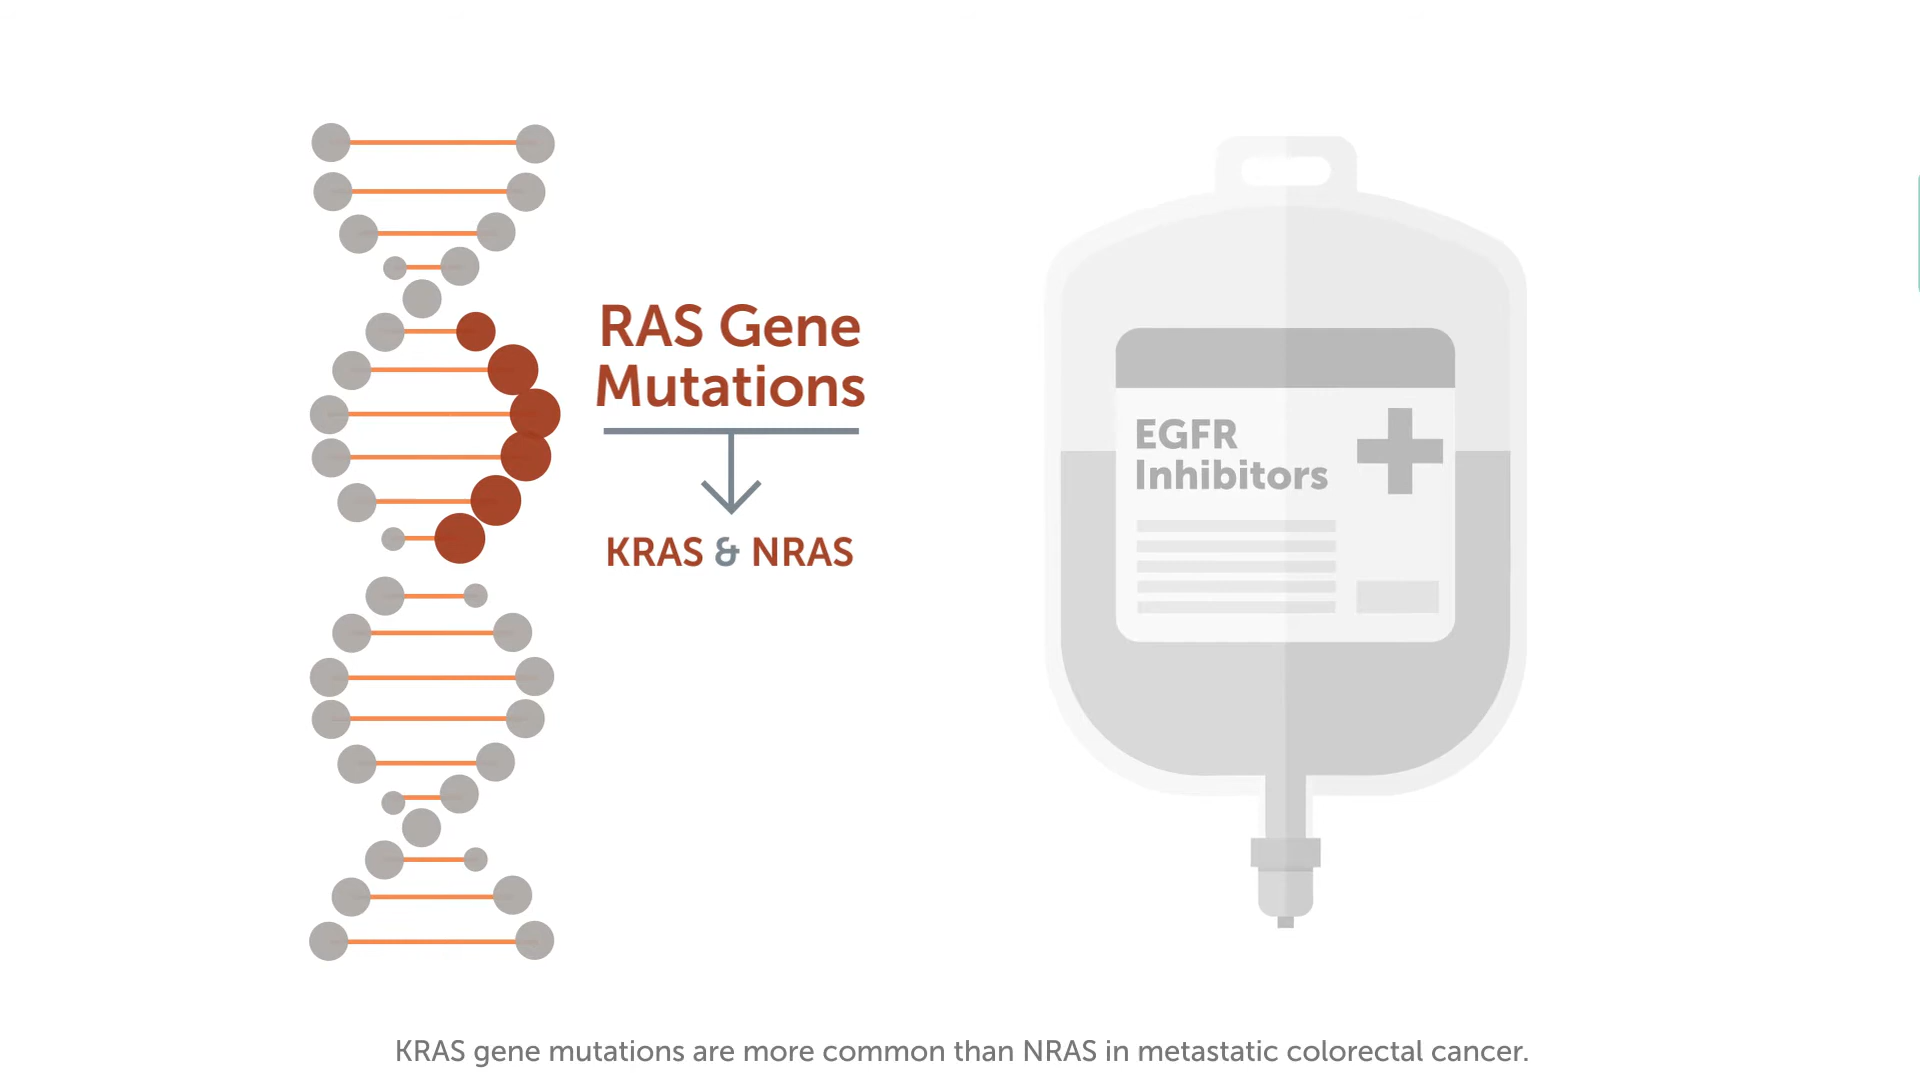 RAS Gene
Mutations
KRAS & NRAS
EGFR
Inhibitors
KRAS gene mutations are more common than NRAS in metastatic colorectal cancer.